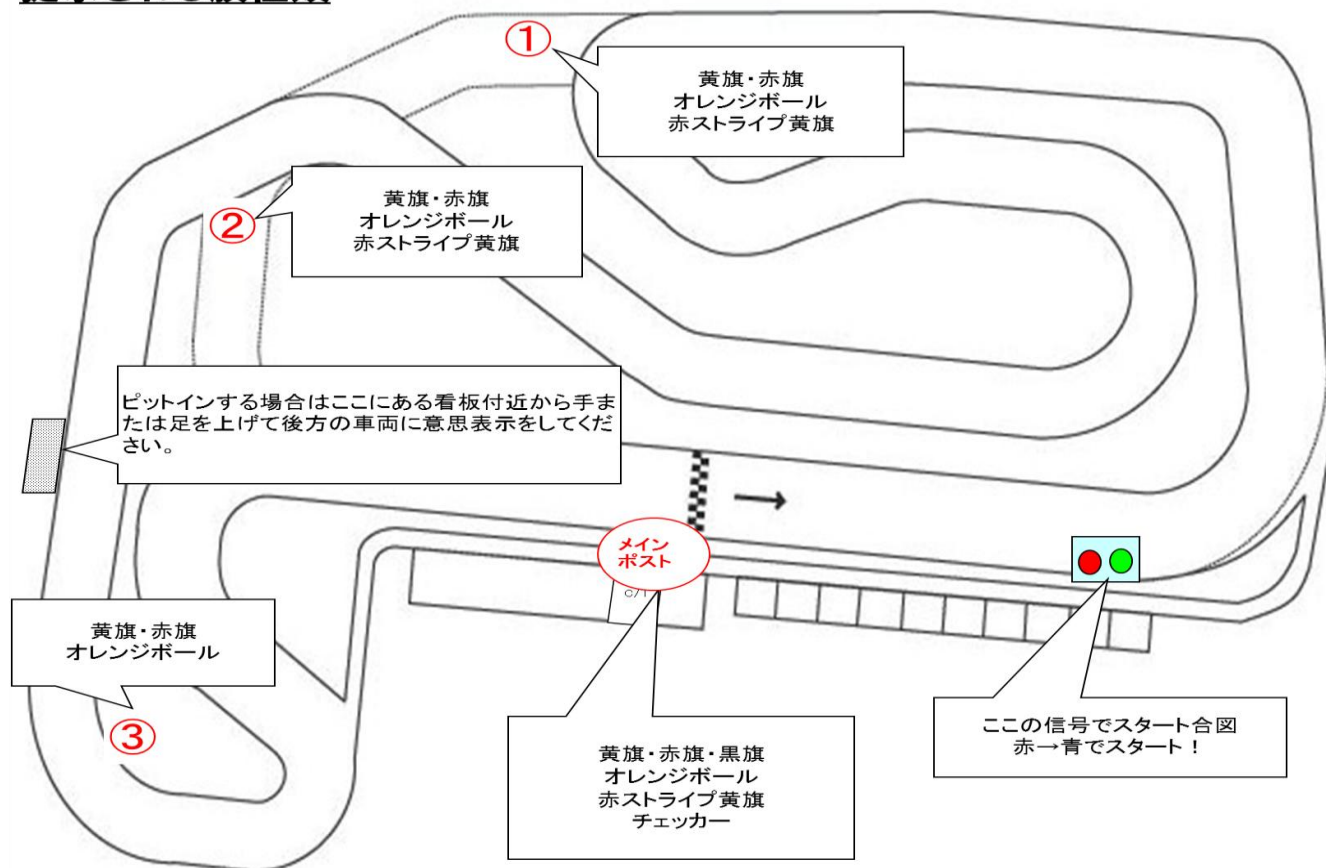 ①
黄旗・赤旗
オレンジボール
赤ストライプ黄旗
②
黄旗・赤旗
オレンジボール
赤ストライプ黄旗
ピットインする場合はここにある看板付近から手ま
たは足を上げて後方の車両に意思表示をしてくだ
さい。
メイン
ポスト
黄旗・赤旗
オレンジボール
③
黄旗・赤旗・黒旗
オレンジボール
赤ストライプ黄旗
チェッカー
ここの信号でスタート合図
赤→青でスタート！